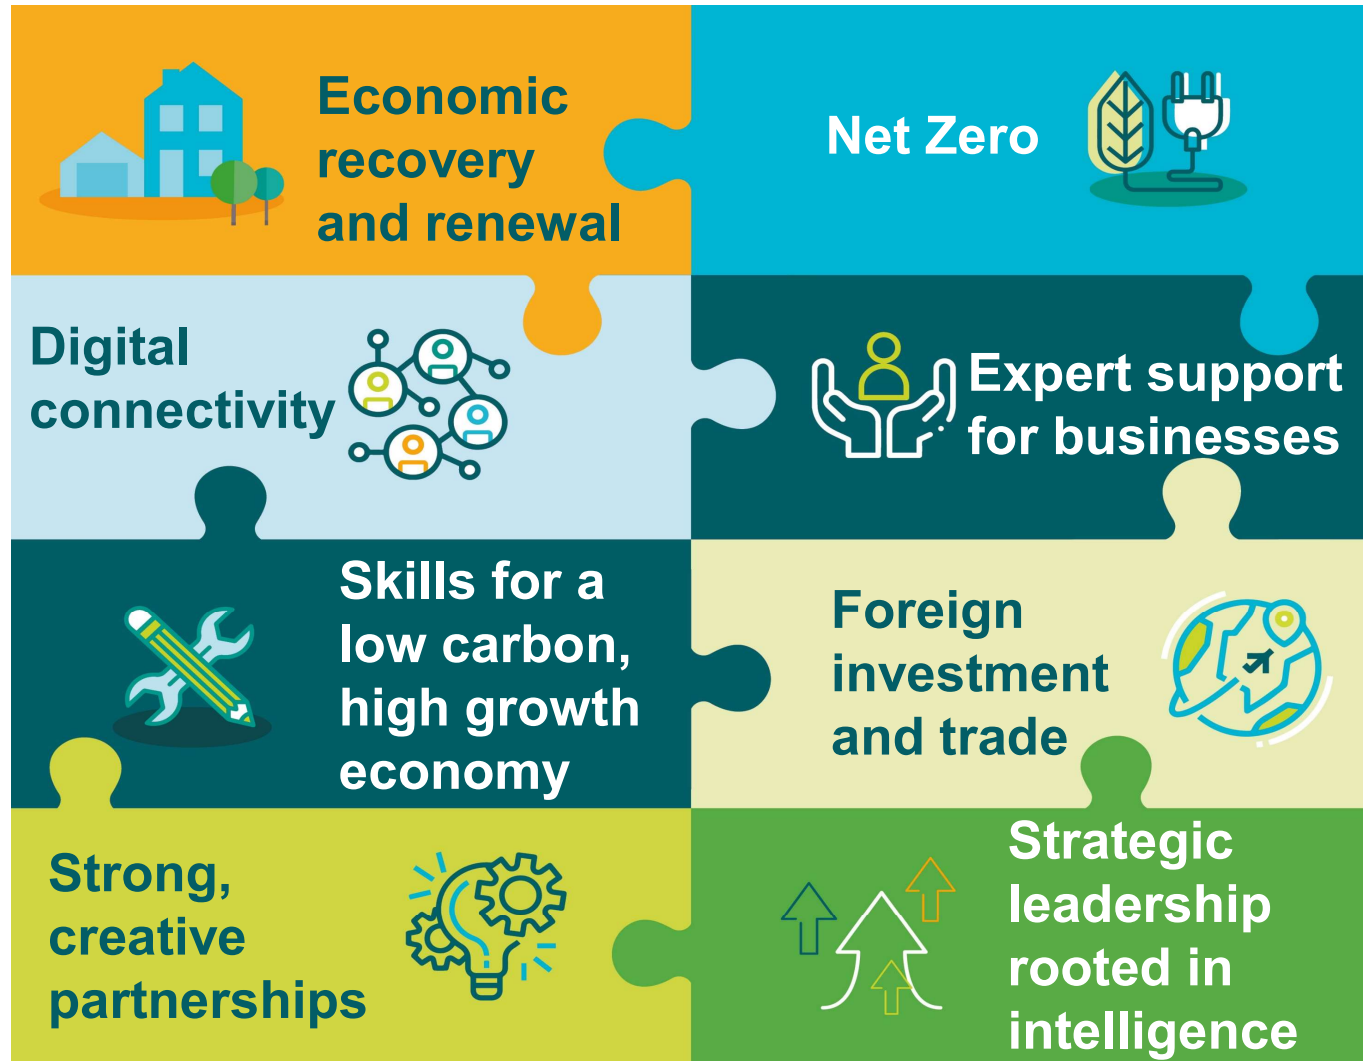 Economic
recovery
and renewal
Net Zero
Digital
connectivity
Expert support
for businesses
Skills for a
low carbon,
high growth
economy
Foreign
investment
and trade
Strong,
creative
partnerships
Strategic
leadership
rooted in
intelligence